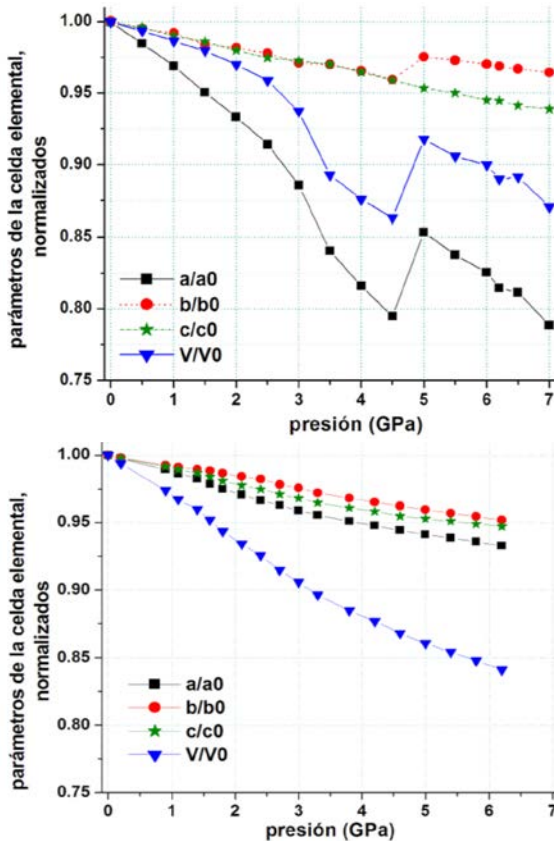 parámetros de la celda elemental,
normalizados
1.00
0.95
0.90
0.85
0.80
0.75
a/a0
b/b0
c/c0
V/V0
0 1 2 3 4 5 6 7
presión (GPa)
parámetros de la celda elemental,
normalizados
1.00
0.95
0.90
0.85
0.80
0.75
a/a0
b/b0
c/c0
V/V0
0 1 2 3 4 5 6 7
presión (GPa)